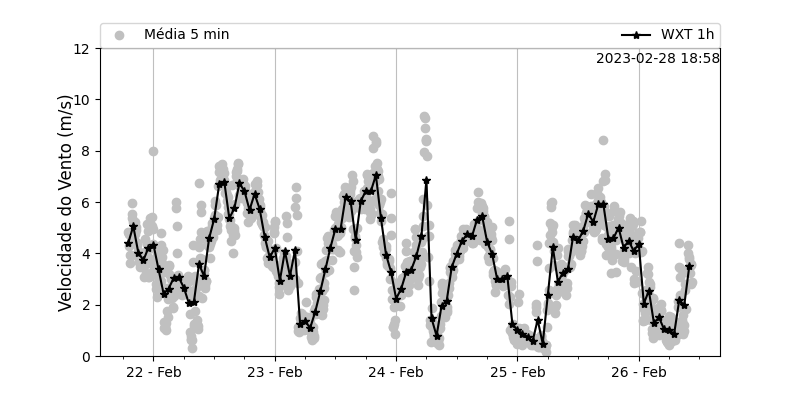 Média 5 min
WXT 1h
2023-02-28 18:58
Velocidade do Vento (m/s)
12
10
8
6
4
2
0
22 - Feb
23 - Feb
24 - Feb
25 - Feb
26 - Feb